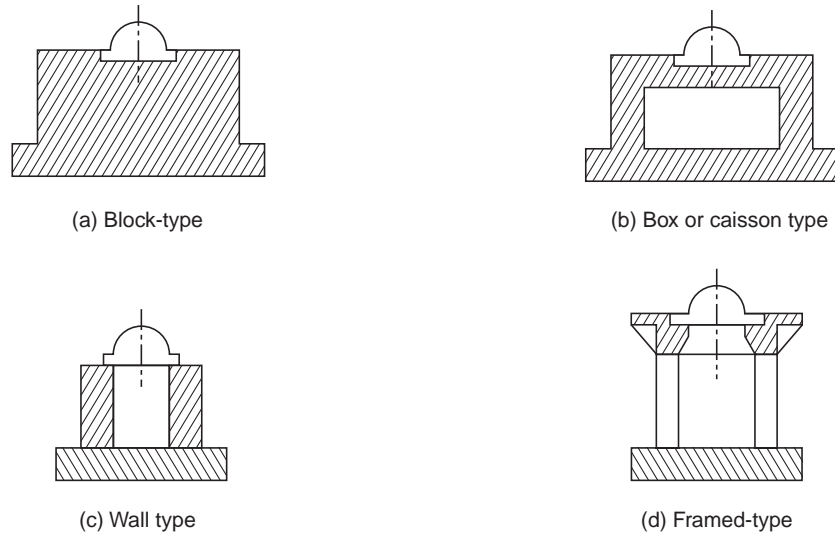 (a) Block-type
(b) Box or caisson type
(c) Wall type
(d) Framed-type